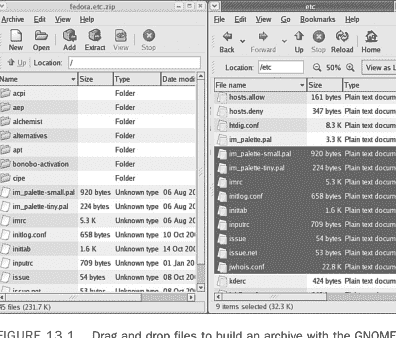 fedora.etc.zip
Archive Edit View Help
New Open Add Extract View Stop
Up Location: /
Name Size Type Date modi
acpi Folder
aep Folder
alchemist Folder
alternatives Folder
apt Folder
bonobo-activation Folder
cipe Folder
im_palette-small.pal 920 bytes Unknown type 06 Aug 20
im_palette-tiny.pal 224 bytes Unknown type 06 Aug 20
imrc 5.3 K Unknown type 06 Aug 20
initlog.conf 658 bytes Unknown type 10 Oct 20
inittab 1.6 K Unknown type 14 Oct 20
inputrc 709 bytes Unknown type 01 Jan 20
issue 54 bytes Unknown type 08 Oct 20
issue.net 53 bytes Unknown type 08 Oct 20
45 files (231.7 K)
etc
File Edit View Go Bookmarks Help
Back Forward Up Stop Reload Home
Location: /etc 50% View as L
File name Size Type
hosts.allow 161 bytes Plain text docum
hosts.deny 347 bytes Plain text docum
htdig.conf 8.3 K Plain text docum
im_palette.pal 3.3 K Plain text docum
im_palette-small.pal 920 bytes Plain text docum
im_palette-tiny.pal 224 bytes Plain text docum
imrc 5.3 K Plain text docum
initlog.conf 658 bytes Plain text docum
inittab 1.6 K Plain text docum
inputrc 709 bytes Plain text docum
issue 54 bytes Plain text docum
issue.net 53 bytes Plain text docum
jwhois.conf 22.8 K Plain text docum
kderc 424 bytes Plain text docum
9 items selected (32.3 K)
FIGURE 13.1 Drag and drop files to build an archive with the GNOME